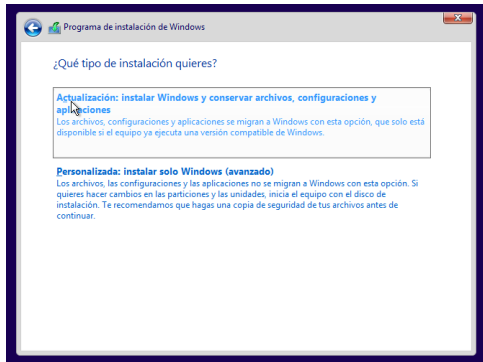 Programa de instalación de Windows
¿Qué tipo de instalación quieres?
Actualización: instalar Windows y conservar archivos, configuraciones y
aplicaciones
Los archivos, configuraciones y aplicaciones se migran a Windows con esta opción, que solo está
disponible si el equipo ya ejecuta una versión compatible de Windows.
Personalizada: instalar solo Windows (avanzado)
Los archivos, las configuraciones y las aplicaciones no se migran a Windows con esta opción. Si
quieres hacer cambios en las particiones y las unidades, inicia el equipo con el disco de
instalación. Te recomendamos que hagas una copia de seguridad de tus archivos antes de
continuar.